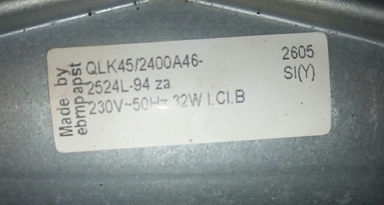 Made by
ebmpapst
QLK45/2400A46-
2524L-94 za
230V~50Hz 32W I.Cl.B
2605
SI(Y)